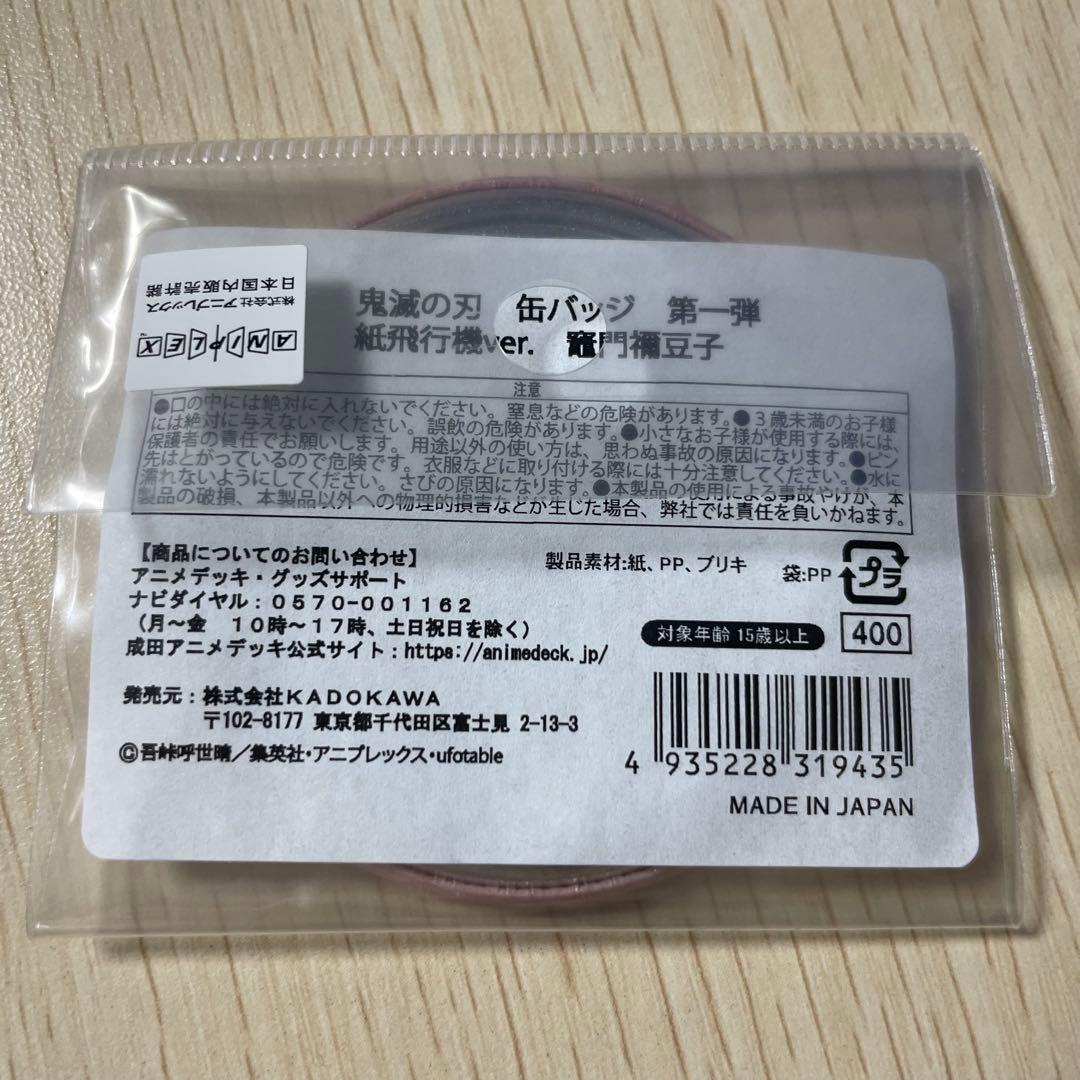 鬼滅の刃　缶バッジ　第一弾
紙飛行機ver.　竈門禰豆子
ANIPLEX™
株式会社アニプレックス
日本国内販売許諾
注意
●口の中には絶対に入れないでください。窒息などの危険があります。●3歳未満のお子様
には絶対に与えないでください。誤飲の危険があります。●小さなお子様が使用する際には、
保護者の責任でお願いします。用途以外の使い方は、思わぬ事故の原因になります。●ピン
先はとがっているので危険です。衣服などに取り付ける際には十分注意してください。●水に
濡れないようにしてください。さびの原因になります。●本製品の使用による事故やけが、本
製品の破損、本製品以外への物理的損害などが生じた場合、弊社では責任を負いかねます。
【商品についてのお問い合わせ】
アニメデッキ・グッズサポート
ナビダイヤル：0570-001162
（月～金　10時～17時、土日祝日を除く）
成田アニメデッキ公式サイト：https://animedeck.jp/
製品素材:紙、PP、ブリキ　袋:PP プラ
対象年齢 15歳以上 400
発売元：株式会社KADOKAWA
〒102-8177 東京都千代田区富士見 2-13-3
©吾峠呼世晴／集英社・アニプレックス・ufotable
4 935228 319435
MADE IN JAPAN